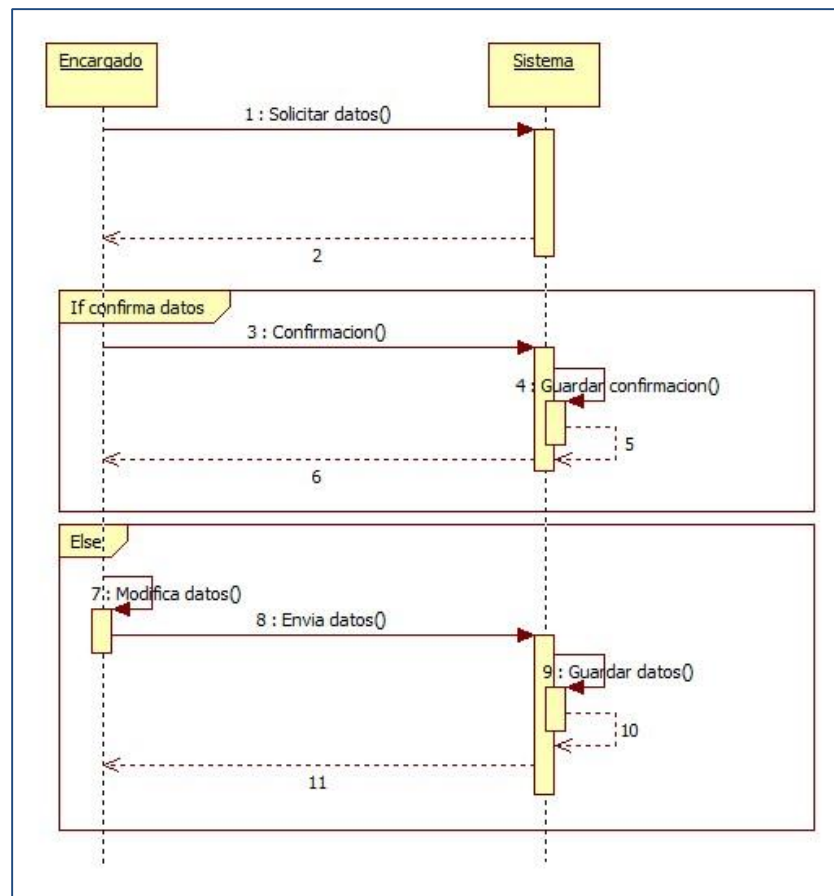 Encargado
Sistema
1 : Solicitar datos()
2
If confirma datos
3 : Confirmacion()
4 : Guardar confirmacion()
5
6
Else
7 : Modifica datos()
8 : Envia datos()
9 : Guardar datos()
10
11